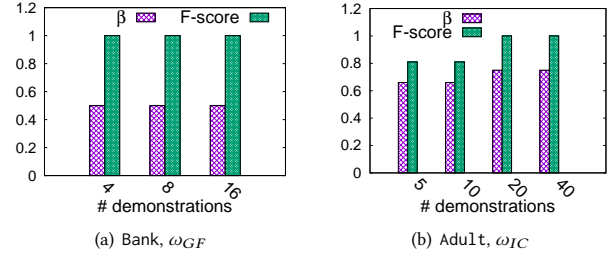 β F-score
1.2
1
0.8
0.6
0.4
0.2
0
4 8 16
# demonstrations
(a) Bank, ω_GF
β
F-score
1.2
1
0.8
0.6
0.4
0.2
0
5 10 20 40
# demonstrations
(b) Adult, ω_IC